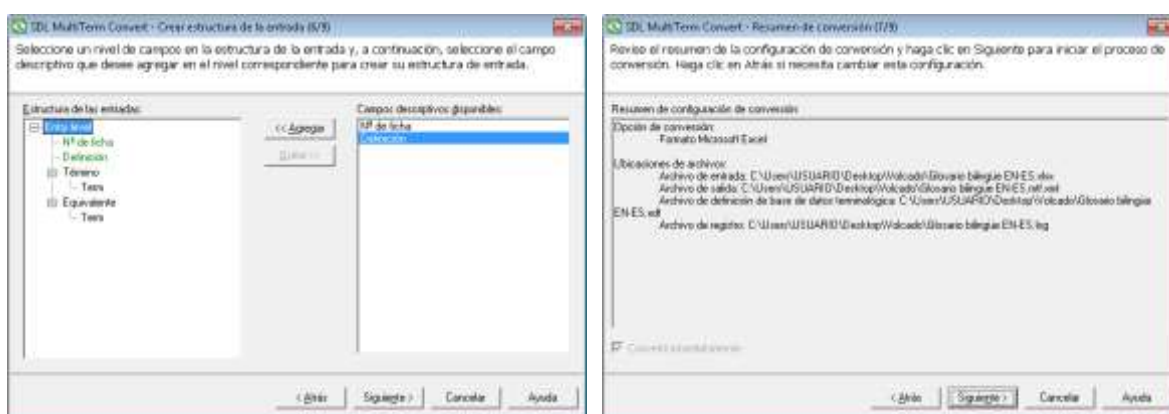 SDL MultiTerm Convert - Crear estructura de la entrada (6/9)
Seleccione un nivel de campos en la estructura de la entrada y, a continuación, seleccione el campo
descriptivo que desee agregar en el nivel correspondiente para crear su estructura de entrada.
Estructura de las entradas:
Entry level
Nº de ficha
Definición
Término
Term
Equivalente
Term
<< Agregar
Campos descriptivos disponibles:
Nº de ficha
Definición
< Atrás
Siguiente >
Cancelar
Ayuda
SDL MultiTerm Convert - Resumen de conversión (7/9)
Revise el resumen de la configuración de conversión y haga clic en Siguiente para iniciar el proceso de
conversión. Haga clic en Atrás si necesita cambiar esta configuración.
Resumen de configuración de conversión
Opción de conversión:
Formato Microsoft Excel
Ubicaciones de archivos:
Archivo de entrada: C:\Users\USUARIO\Desktop\Volcado\Glosario bilingüe EN-ES.xlsx
Archivo de salida: C:\Users\USUARIO\Desktop\Volcado\Glosario bilingüe EN-ES.mtf.xml
Archivo de definición de base de datos terminológica: C:\Users\USUARIO\Desktop\Volcado\Glosario bilingüe
EN-ES.xdt
Archivo de registro: C:\Users\USUARIO\Desktop\Volcado\Glosario bilingüe EN-ES.log
< Atrás
Siguiente >
Cancelar
Ayuda